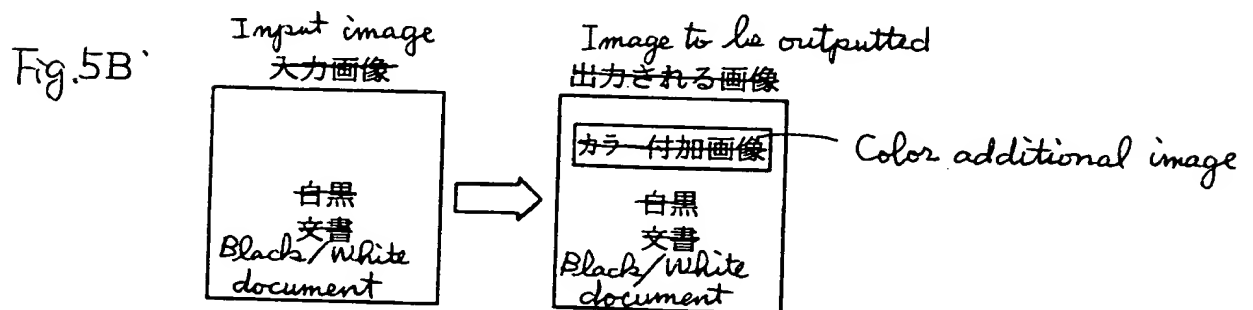 Fig.5B
Input image
入力画像
白黒
文書
Black/White
document
Image to be outputted
出力される画像
カラー付加画像
Color additional image
白黒
文書
Black/White
document